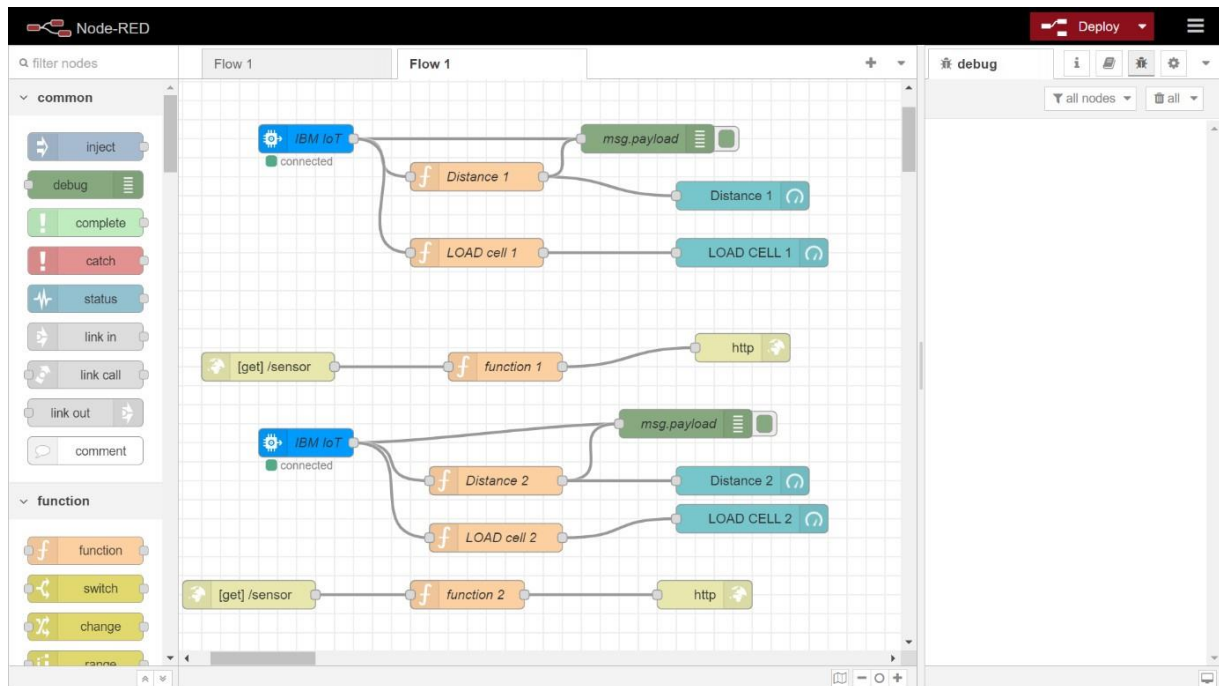 Node-RED
Deploy
filter nodes
common
inject
debug
complete
catch
status
link in
link call
link out
comment
function
function
switch
change
range
Flow 1
Flow 1
IBM IoT
connected
msg.payload
Distance 1
Distance 1
LOAD cell 1
LOAD CELL 1
[get] /sensor
function 1
http
IBM IoT
connected
msg.payload
Distance 2
Distance 2
LOAD CELL 2
LOAD cell 2
[get] /sensor
function 2
http
debug
i
all nodes
all